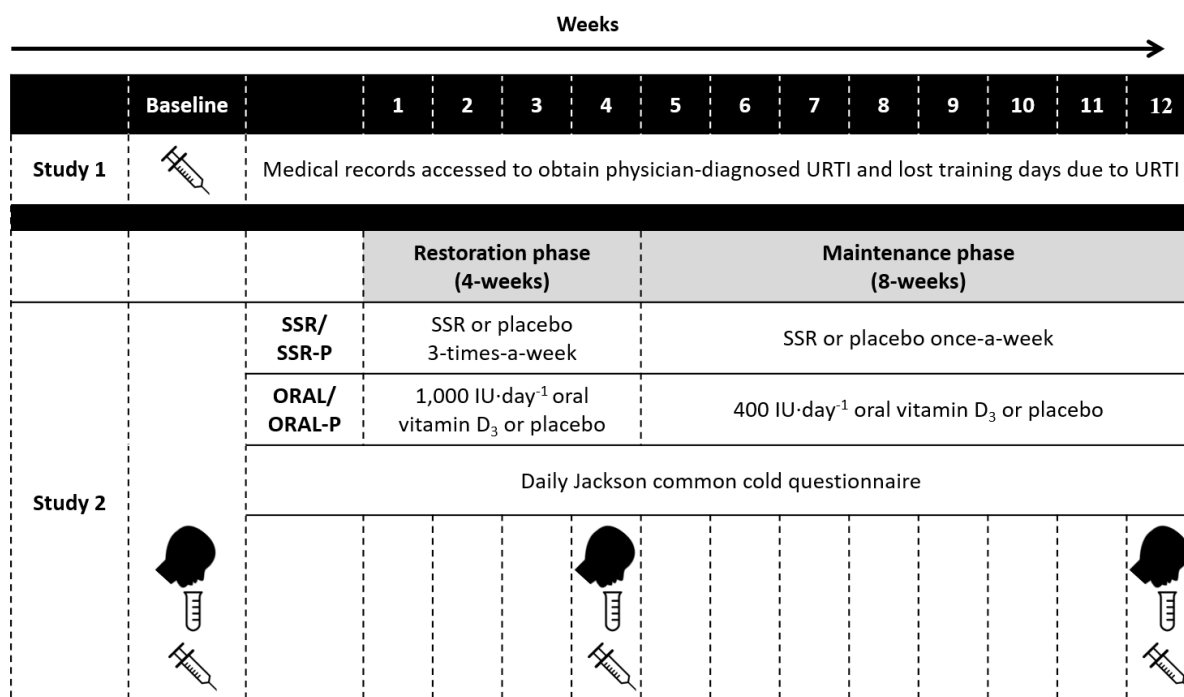 Weeks
Baseline 1 2 3 4 5 6 7 8 9 10 11 12
Study 1 Medical records accessed to obtain physician-diagnosed URTI and lost training days due to URTI
Restoration phase
(4-weeks)
Maintenance phase
(8-weeks)
SSR/
SSR-P
SSR or placebo
3-times-a-week
SSR or placebo once-a-week
ORAL/
ORAL-P
1,000 IU·day⁻¹ oral
vitamin D₃ or placebo
400 IU·day⁻¹ oral vitamin D₃ or placebo
Study 2
Daily Jackson common cold questionnaire